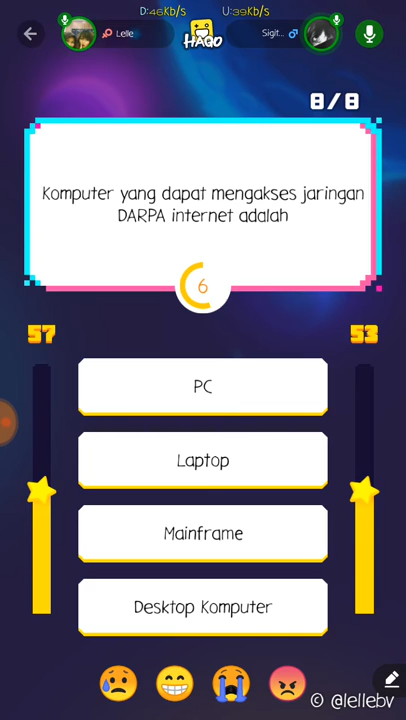 D:46Kb/s U:39Kb/s
Lelle
HAGO
Sigit...
8/8
Komputer yang dapat mengakses jaringan
DARPA internet adalah
6
57
53
PC
Laptop
Mainframe
Desktop Komputer
© @lellebv